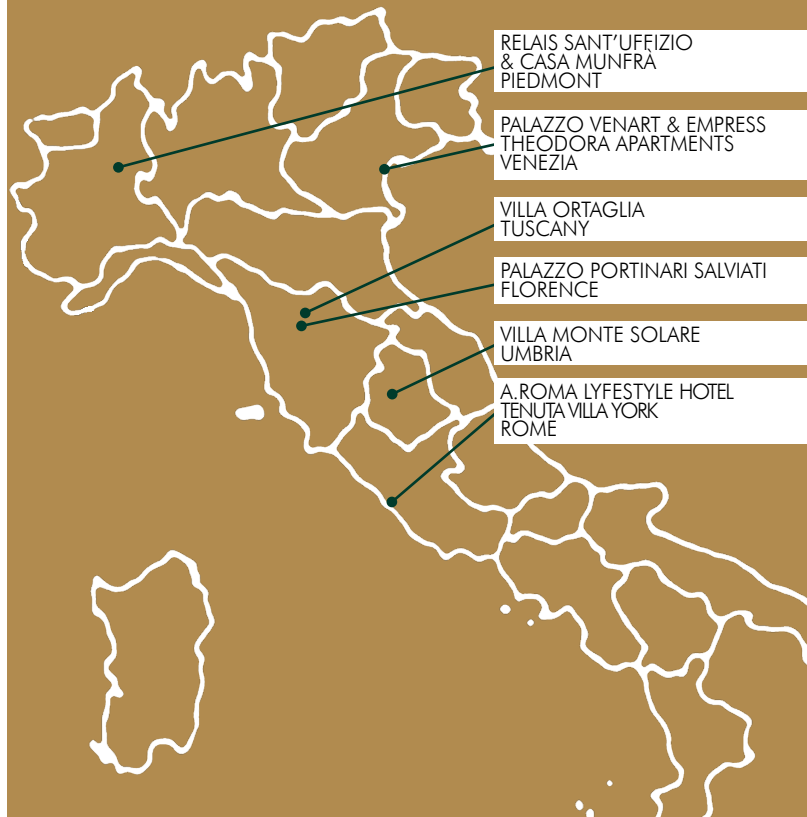 RELAIS SANT'UFFIZIO
& CASA MUNFRÀ
PIEDMONT
PALAZZO VENART & EMPRESS
THEODORA APARTMENTS
VENEZIA
VILLA ORTAGLIA
TUSCANY
PALAZZO PORTINARI SALVIATI
FLORENCE
VILLA MONTE SOLARE
UMBRIA
A.ROMA LYFESTYLE HOTEL
TENUTA VILLA YORK
ROME